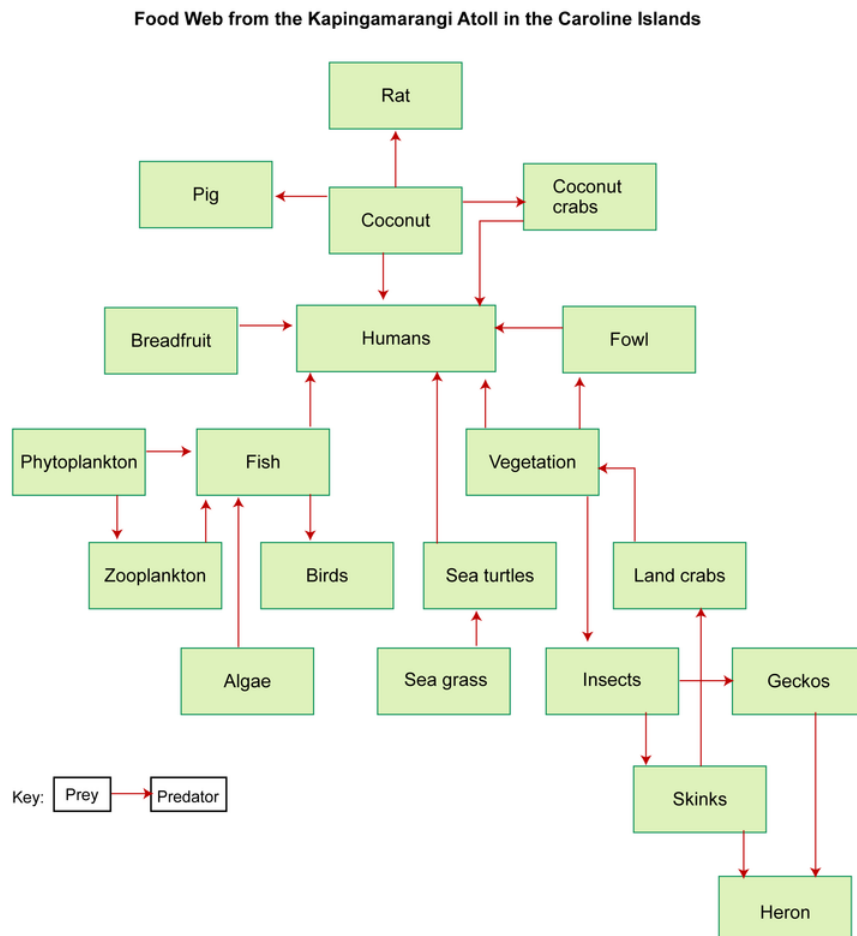 Food Web from the Kapingamarangi Atoll in the Caroline Islands
Rat
Pig
Coconut
Coconut
crabs
Breadfruit
Humans
Fowl
Phytoplankton
Fish
Vegetation
Zooplankton
Birds
Sea turtles
Land crabs
Algae
Sea grass
Insects
Geckos
Key:
Prey
Predator
Skinks
Heron